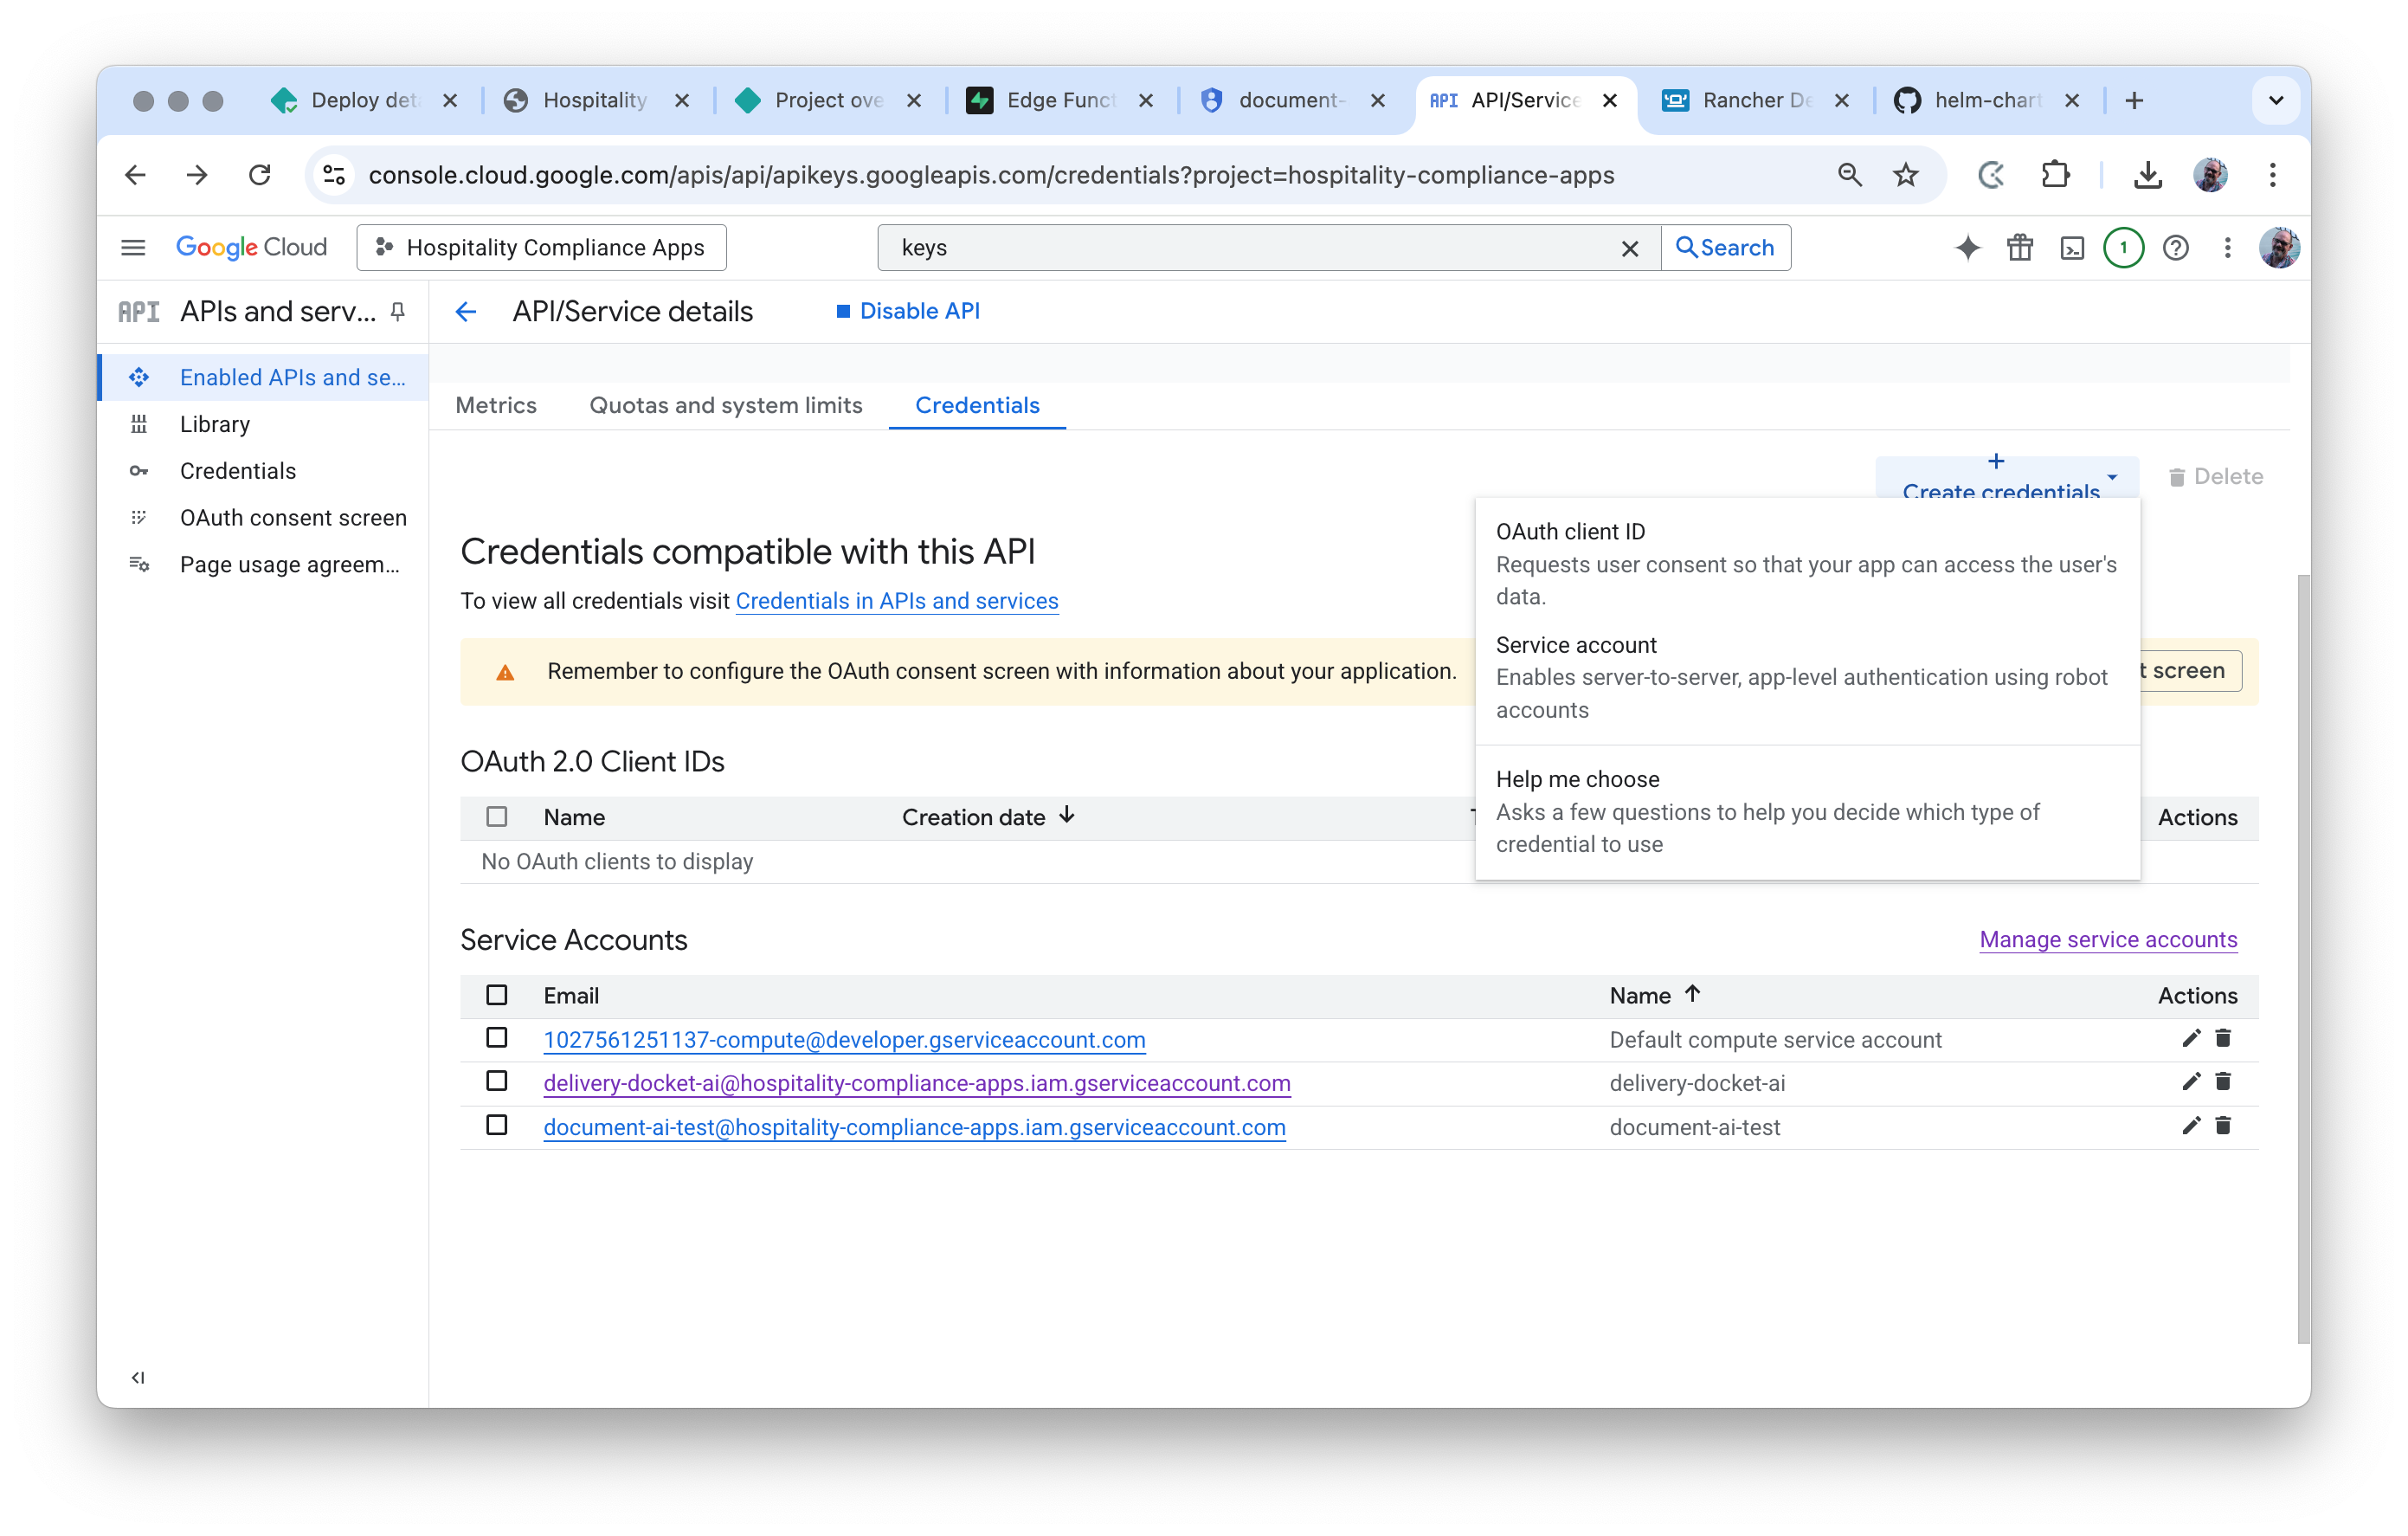 Deploy det
Hospitality
Project ove
Edge Funct
document-
API API/Service
Rancher De
helm-chart
console.cloud.google.com/apis/api/apikeys.googleapis.com/credentials?project=hospitality-compliance-apps
Google Cloud
Hospitality Compliance Apps
keys
Search
1
API APIs and serv...
API/Service details
Disable API
Enabled APIs and se...
Library
Credentials
OAuth consent screen
Page usage agreem...
Metrics
Quotas and system limits
Credentials
Create credentials
Delete
OAuth client ID
Requests user consent so that your app can access the user's
data.
Service account
Enables server-to-server, app-level authentication using robot
accounts
Help me choose
Asks a few questions to help you decide which type of
credential to use
Credentials compatible with this API
To view all credentials visit Credentials in APIs and services
Remember to configure the OAuth consent screen with information about your application.
t screen
OAuth 2.0 Client IDs
Name
Creation date
Actions
No OAuth clients to display
Service Accounts
Manage service accounts
Email
Name
Actions
1027561251137-compute@developer.gserviceaccount.com
Default compute service account
delivery-docket-ai@hospitality-compliance-apps.iam.gserviceaccount.com
delivery-docket-ai
document-ai-test@hospitality-compliance-apps.iam.gserviceaccount.com
document-ai-test